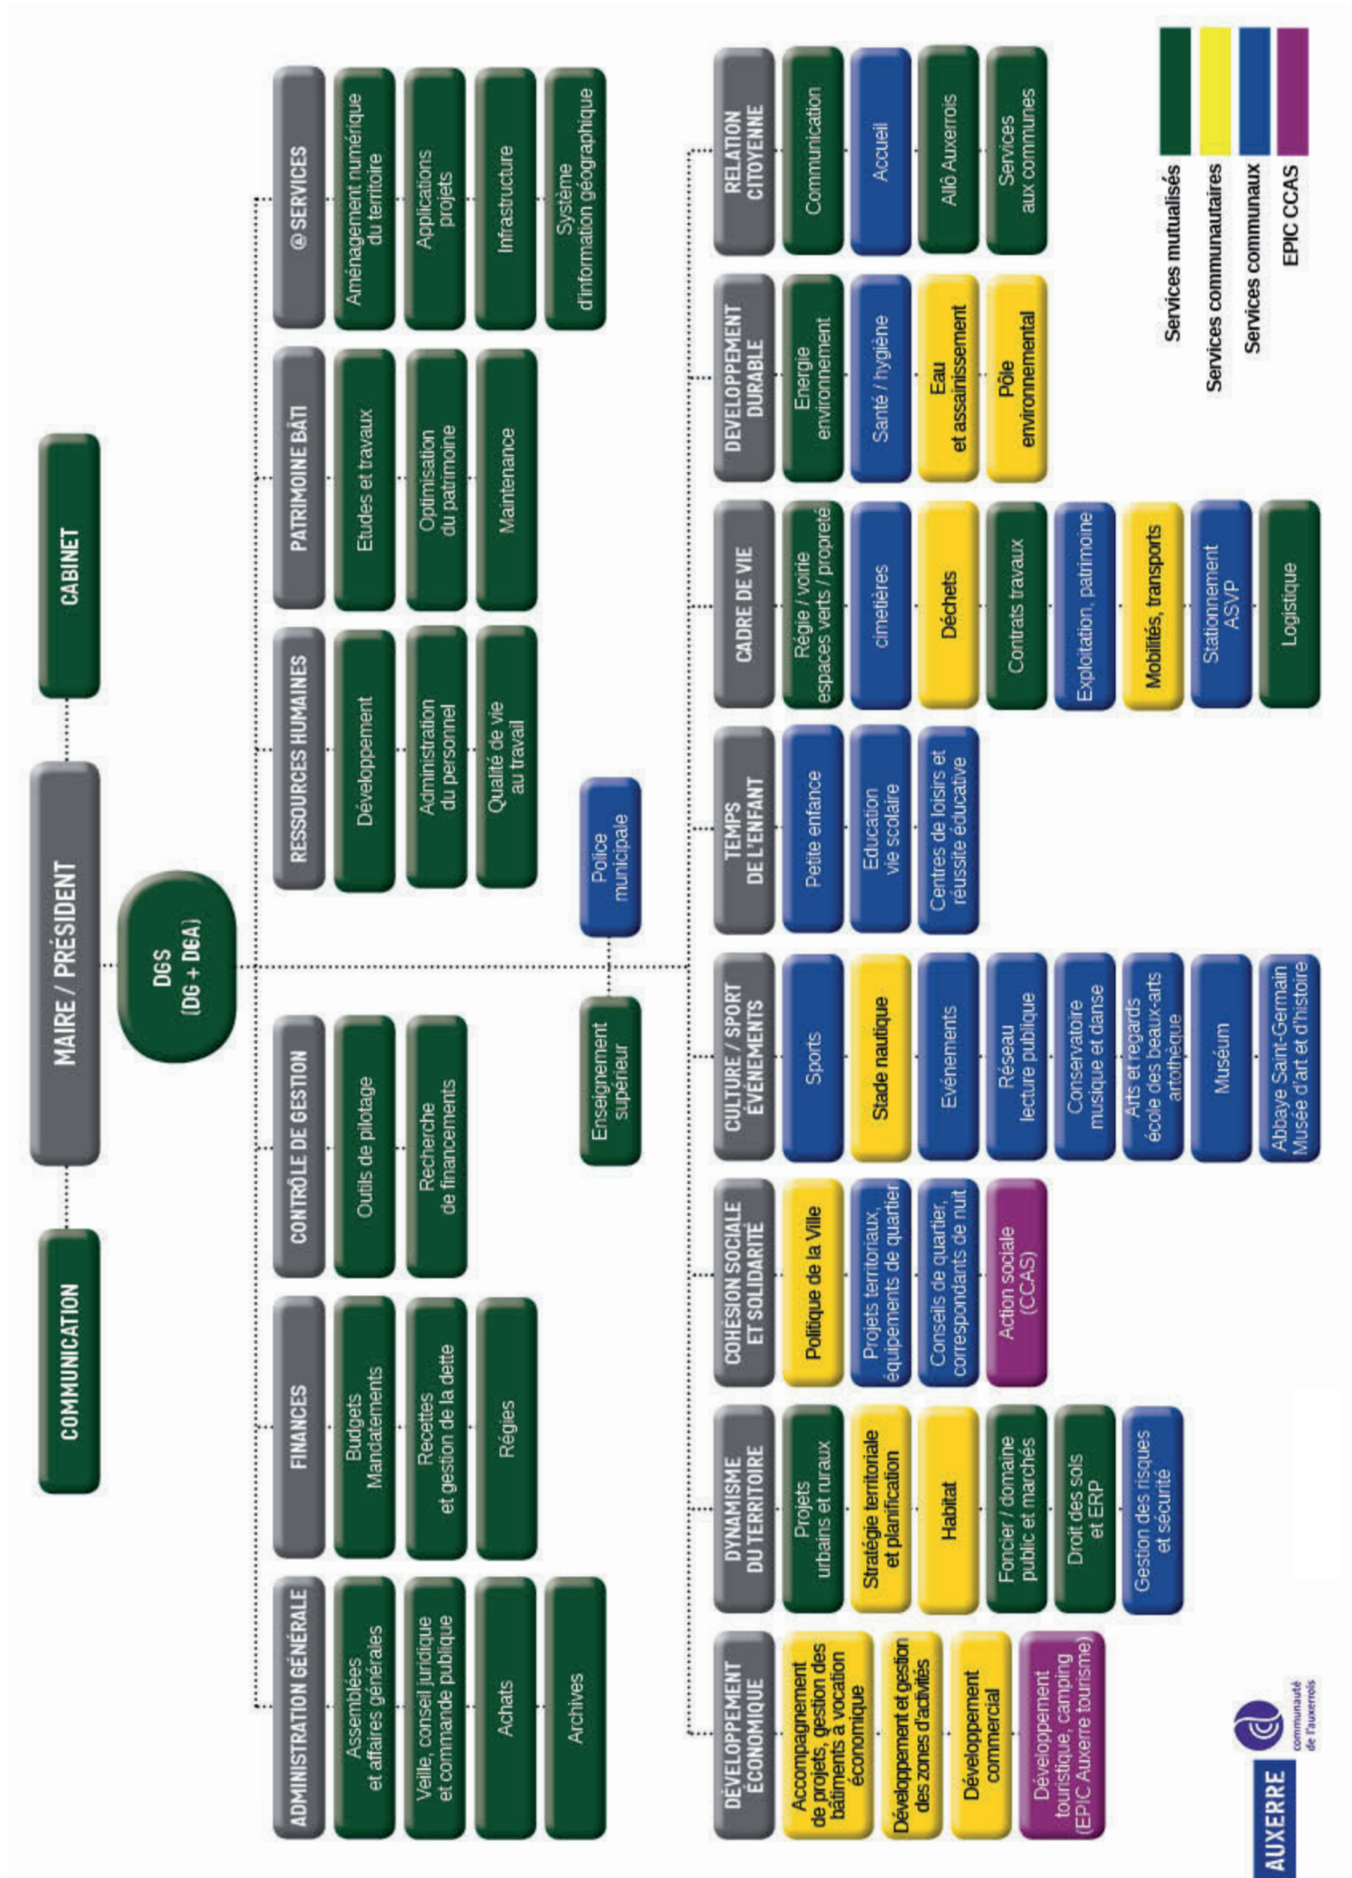 COMMUNICATION
MAIRE / PRÉSIDENT
CABINET
DGS
(DG + DGA)
ADMINISTRATION GÉNÉRALE
Assemblées
et affaires générales
Veille, conseil juridique
et commande publique
Achats
Archives
FINANCES
Budgets
Mandatements
Recettes
et gestion de la dette
Régies
CONTRÔLE DE GESTION
Outils de pilotage
Recherche
de financements
RESSOURCES HUMAINES
Développement
Administration
du personnel
Qualité de vie
au travail
PATRIMOINE BÂTI
Etudes et travaux
Optimisation
du patrimoine
Maintenance
@ SERVICES
Aménagement numérique
du territoire
Applications
projets
Infrastructure
Système
d'information géographique
Enseignement
supérieur
Police
municipale
DÉVELOPPEMENT
ÉCONOMIQUE
Accompagnement
de projets, gestion des
bâtiments à vocation
économique
Développement et gestion
des zones d'activités
Développement
commercial
Développement
touristique, camping
(EPIC Auxerre tourisme)
DYNAMISME
DU TERRITOIRE
Projets
urbains et ruraux
Stratégie territoriale
et planification
Habitat
Foncier / domaine
public et marchés
Droit des sols
et ERP
Gestion des risques
et sécurité
COHÉSION SOCIALE
ET SOLIDARITÉ
Politique de la Ville
Projets territoriaux,
équipements de quartier
Conseils de quartier,
correspondants de nuit
Action sociale
(CCAS)
CULTURE / SPORT
ÉVÉNEMENTS
Sports
Stade nautique
Evénements
Réseau
lecture publique
Conservatoire
musique et danse
Arts et regards
école des beaux-arts
artothèque
Muséum
Abbaye Saint-Germain
Musée d'art et d'histoire
TEMPS
DE L'ENFANT
Petite enfance
Education
vie scolaire
Centres de loisirs et
réussite éducative
CADRE DE VIE
Régie / voirie
espaces verts / propreté
cimetières
Déchets
Contrats travaux
Exploitation, patrimoine
Mobilités, transports
Stationnement
ASVP
Logistique
DEVELOPPEMENT
DURABLE
Energie
environnement
Santé / hygiène
Eau
et assainissement
Pôle
environnemental
RELATION
CITOYENNE
Communication
Accueil
Allô Auxerrois
Services
aux communes
Services mutualisés
Services communautaires
Services communaux
EPIC CCAS
AUXERRE
communauté
de l'auxerrois